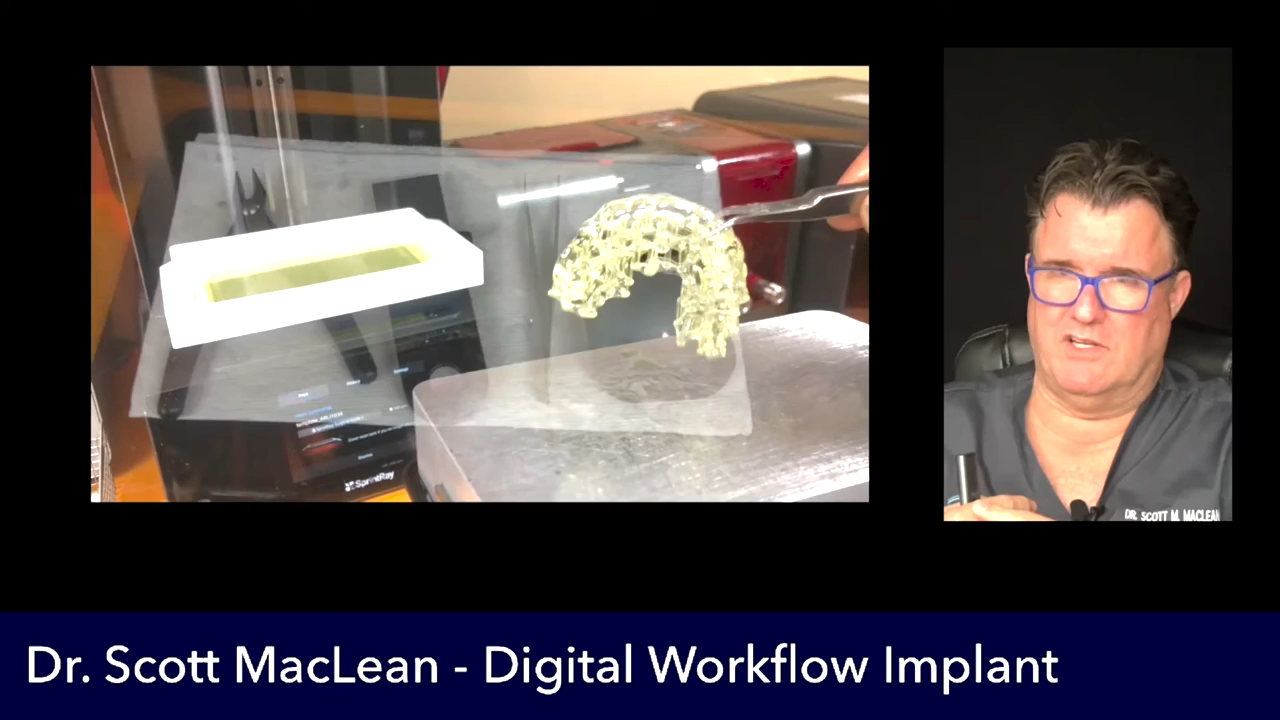 SprintRay
DR. SCOTT M. MACLEAN
Dr. Scott MacLean - Digital Workflow Implant